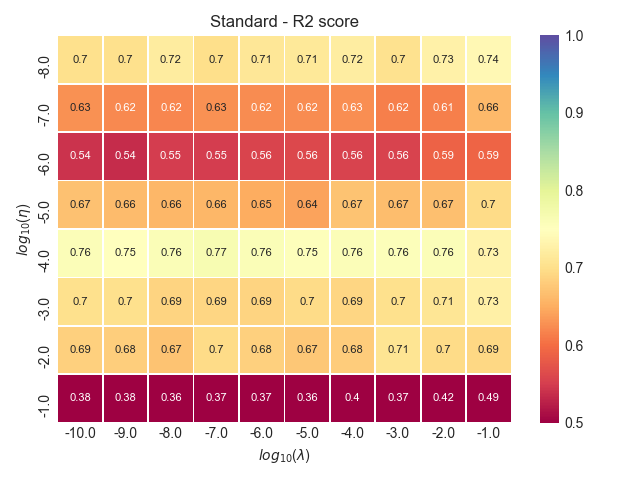 Standard - R2 score
-8.0 0.7 0.7 0.72 0.7 0.71 0.71 0.72 0.7 0.73 0.74
-7.0 0.63 0.62 0.62 0.63 0.62 0.62 0.63 0.62 0.61 0.66
-6.0 0.54 0.54 0.55 0.55 0.56 0.56 0.56 0.56 0.59 0.59
-5.0 0.67 0.66 0.66 0.66 0.65 0.64 0.67 0.67 0.67 0.7
-4.0 0.76 0.75 0.76 0.77 0.76 0.75 0.76 0.76 0.76 0.73
-3.0 0.7 0.7 0.69 0.69 0.69 0.7 0.69 0.7 0.71 0.73
-2.0 0.69 0.68 0.67 0.7 0.68 0.67 0.68 0.71 0.7 0.69
-1.0 0.38 0.38 0.36 0.37 0.37 0.36 0.4 0.37 0.42 0.49
-10.0 -9.0 -8.0 -7.0 -6.0 -5.0 -4.0 -3.0 -2.0 -1.0
log₁₀(λ)
log₁₀(η)
1.0
0.9
0.8
0.7
0.6
0.5